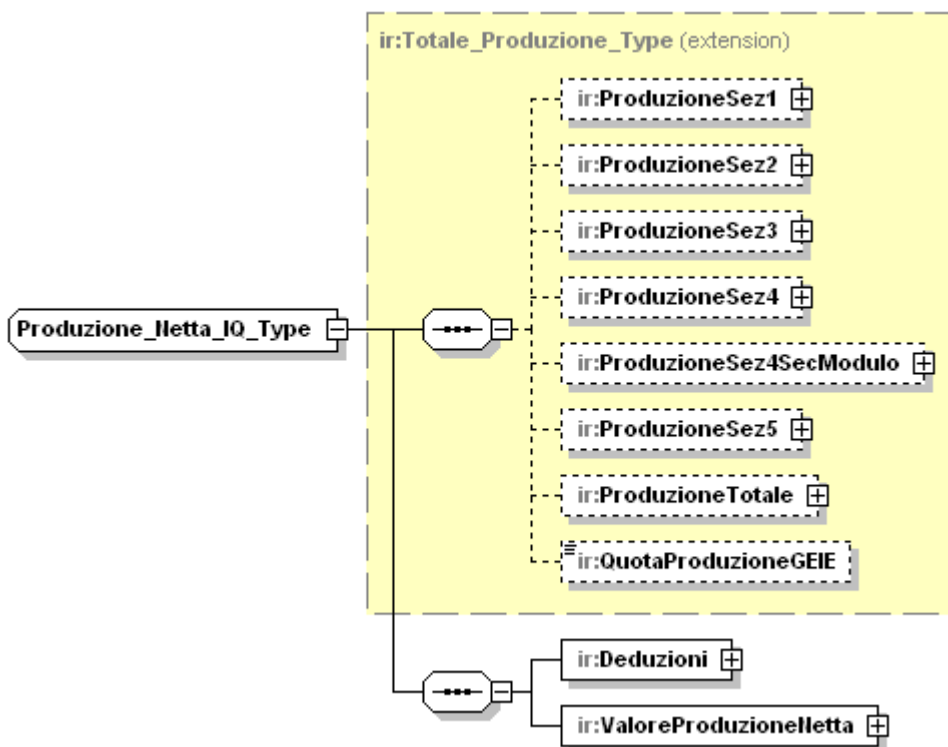 ir:Totale_Produzione_Type (extension)
ir:ProduzioneSez1
ir:ProduzioneSez2
ir:ProduzioneSez3
ir:ProduzioneSez4
Produzione_Netta_IQ_Type
ir:ProduzioneSez4SecModulo
ir:ProduzioneSez5
ir:ProduzioneTotale
ir:QuotaProduzioneGEIE
ir:Deduzioni
ir:ValoreProduzioneNetta